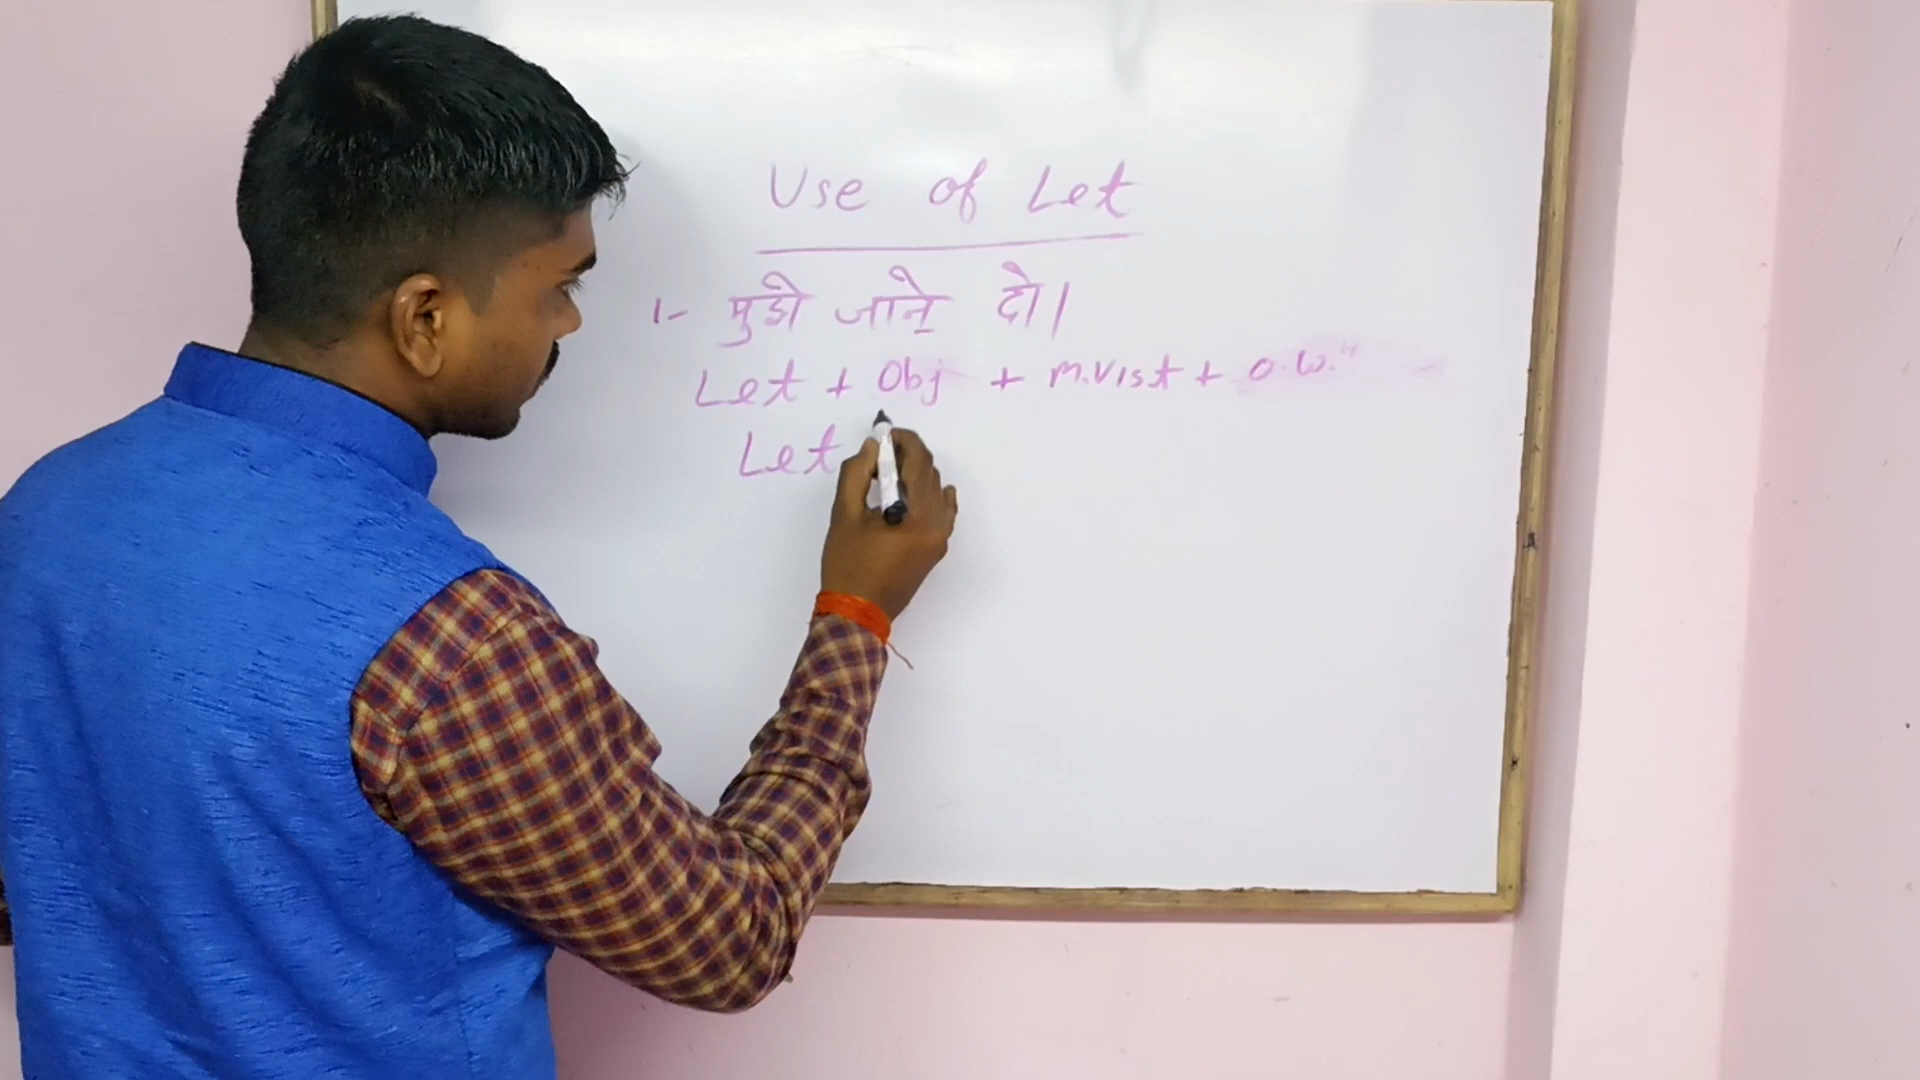 Use of Let
1- मुझे जाने दो।
Let + Obj + M.V1st + O.W.
Let